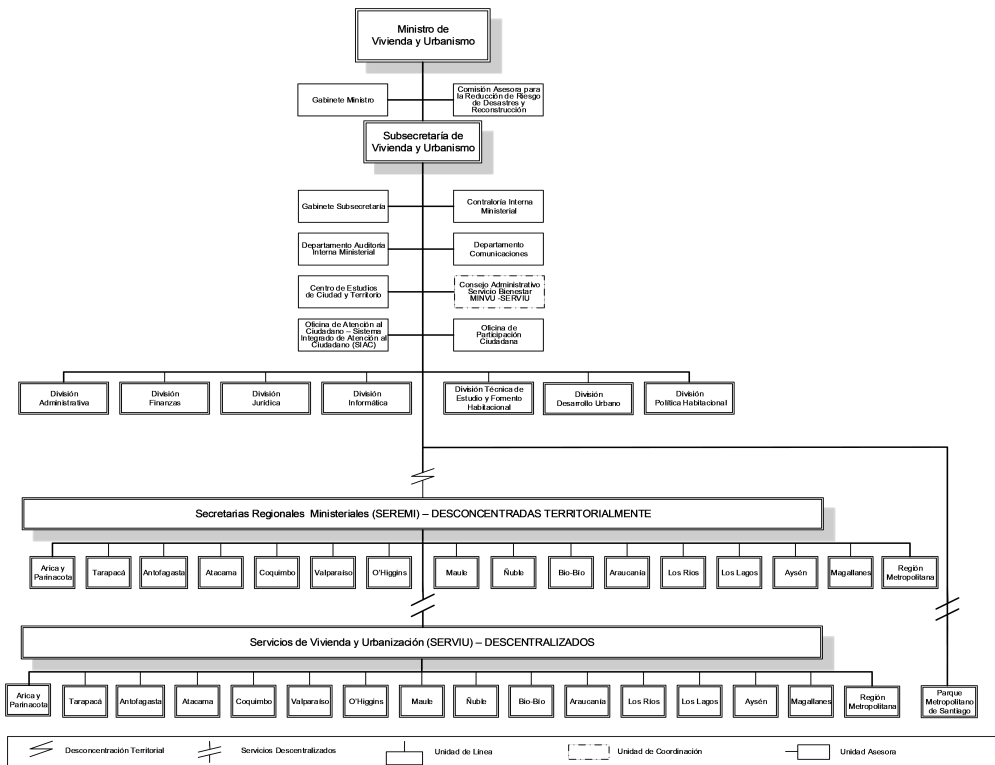 Ministro de
Vivienda y Urbanismo
Gabinete Ministro
Comisión Asesora para
la Reducción de Riesgo
de Desastres y
Reconstrucción
Subsecretaría de
Vivienda y Urbanismo
Gabinete Subsecretaría
Contraloría Interna
Ministerial
Departamento Auditoría
Interna Ministerial
Departamento
Comunicaciones
Centro de Estudios
de Ciudad y Territorio
Consejo Administrativo
Servicio Bienestar
MINVU -SERVIU
Oficina de Atención al
Ciudadano – Sistema
Integrado de Atención al
Ciudadano (SIAC)
Oficina de
Participación
Ciudadana
División
Administrativa
División
Finanzas
División
Jurídica
División
Informática
División Técnica de
Estudio y Fomento
Habitacional
División
Desarrollo Urbano
División
Política Habitacional
Secretarias Regionales Ministeriales (SEREMI) – DESCONCENTRADAS TERRITORIALMENTE
Arica y
Parinacota
Tarapacá
Antofagasta
Atacama
Coquimbo
Valparaíso
O'Higgins
Maule
Ñuble
Bio-Bío
Araucanía
Los Ríos
Los Lagos
Aysén
Magallanes
Región
Metropolitana
Servicios de Vivienda y Urbanización (SERVIU) – DESCENTRALIZADOS
Arica y
Parinacota
Tarapacá
Antofagasta
Atacama
Coquimbo
Valparaíso
O'Higgins
Maule
Ñuble
Bio-Bío
Araucanía
Los Ríos
Los Lagos
Aysén
Magallanes
Región
Metropolitana
Parque
Metropolitano
de Santiago
Desconcentración Territorial
Servicios Descentralizados
Unidad de Línea
Unidad de Coordinación
Unidad Asesora